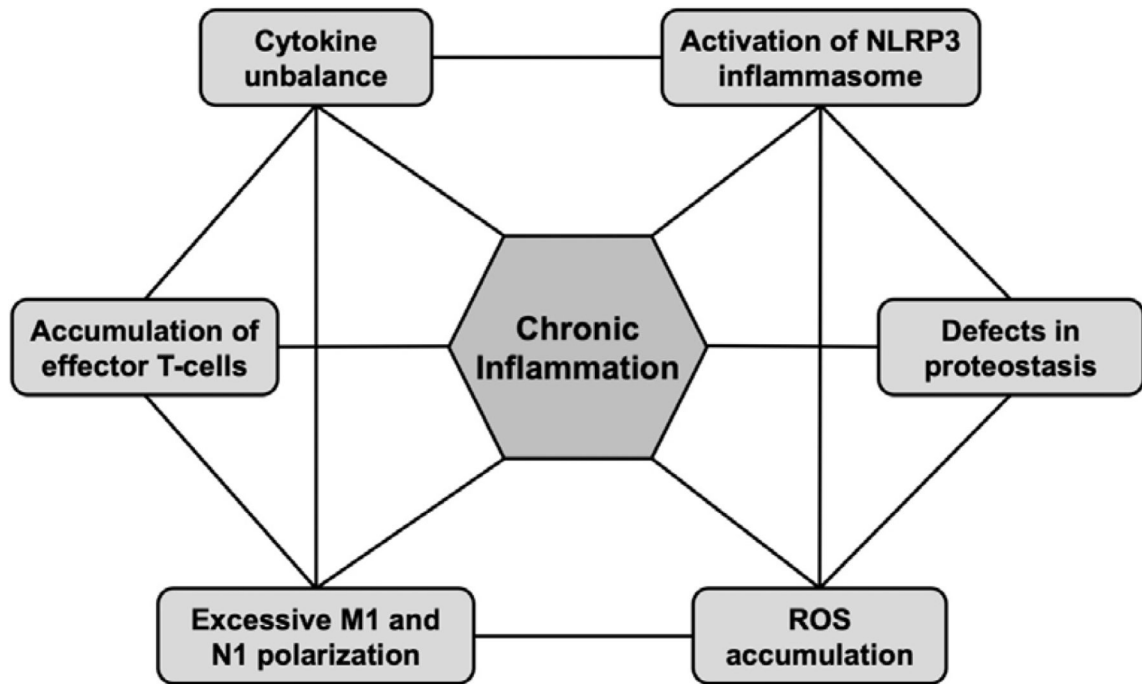 Cytokine
unbalance
Activation of NLRP3
inflammasome
Accumulation of
effector T-cells
Chronic
Inflammation
Defects in
proteostasis
Excessive M1 and
N1 polarization
ROS
accumulation